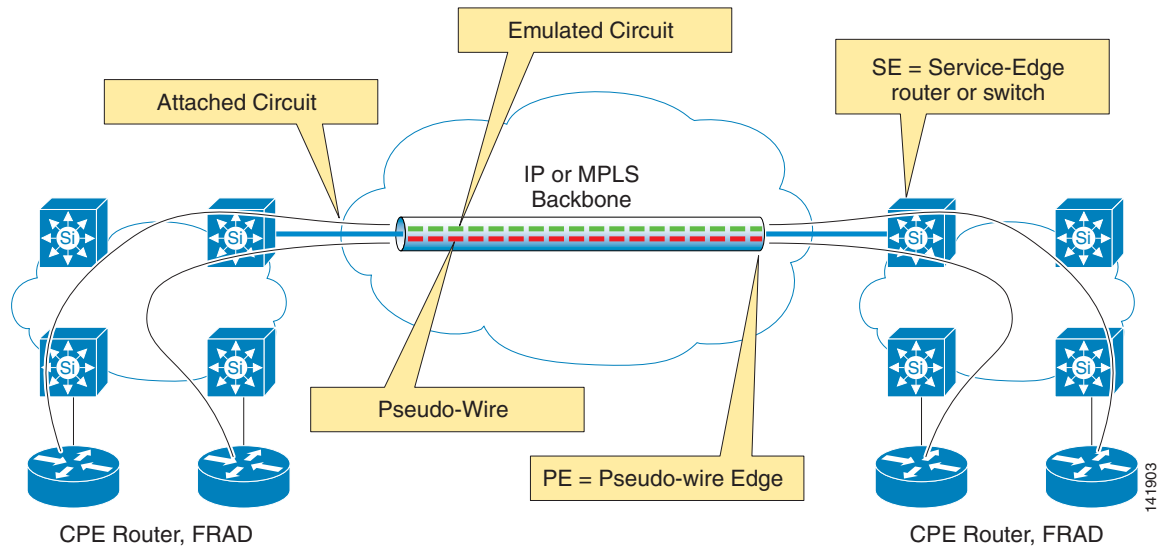 Emulated Circuit
SE = Service-Edge
router or switch
Attached Circuit
IP or MPLS
Backbone
Si
Si
Si
Si
Si
Si
Si
Si
Pseudo-Wire
PE = Pseudo-wire Edge
141903
CPE Router, FRAD
CPE Router, FRAD